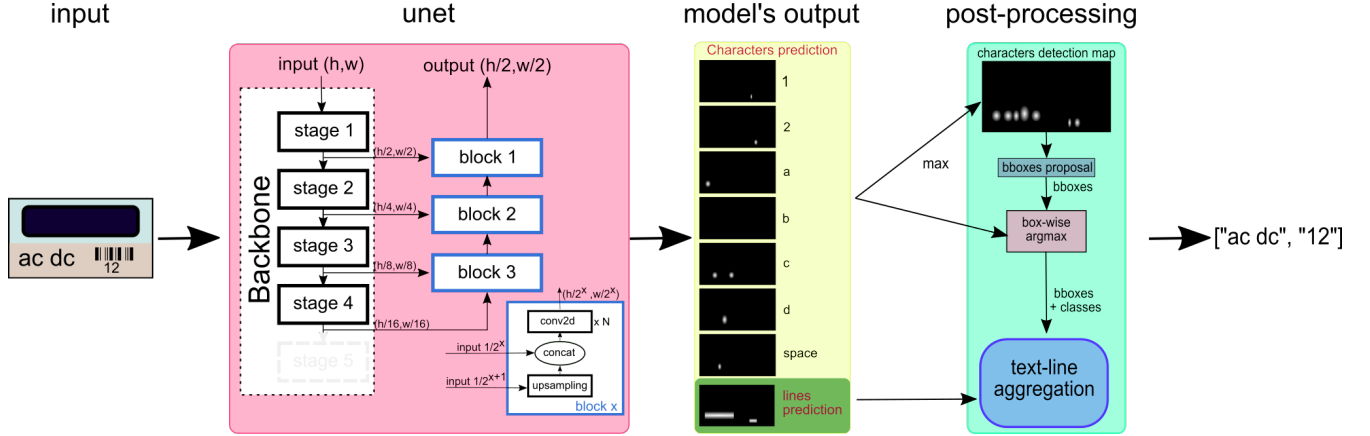 input
unet
model's output
post-processing
ac dc
12
input (h,w)
output (h/2,w/2)
Backbone
stage 1
(h/2,w/2)
block 1
stage 2
(h/4,w/4)
block 2
stage 3
(h/8,w/8)
block 3
stage 4
(h/16,w/16)
stage 5
(h/2^x ,w/2^x)
conv2d
x N
input 1/2^x
concat
input 1/2^x+1
upsampling
block x
Characters prediction
1
2
a
b
c
d
space
lines
prediction
max
characters detection map
bboxes proposal
bboxes
box-wise
argmax
bboxes
+ classes
text-line
aggregation
["ac dc", "12"]